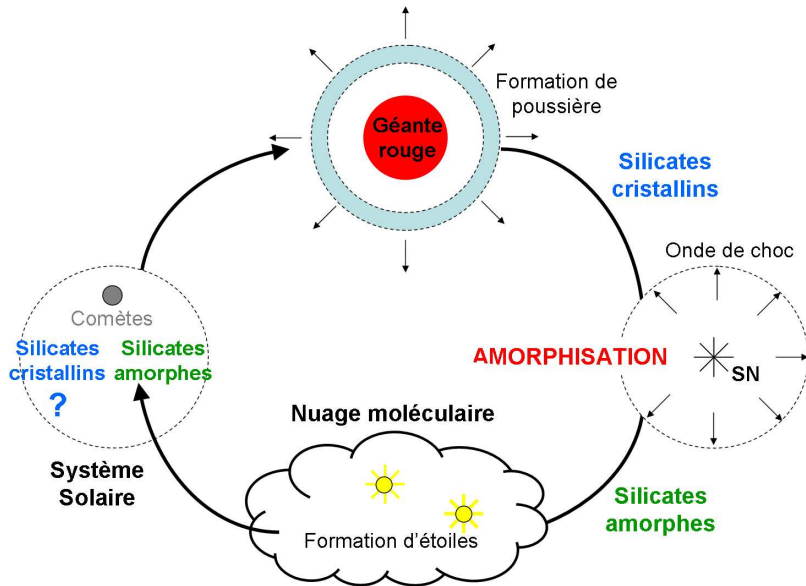 Formation de
poussière
Géante
rouge
Silicates
cristallins
Onde de choc
Comètes
Silicates
cristallins
?
Silicates
amorphes
AMORPHISATION
SN
Nuage moléculaire
Système
Solaire
Silicates
amorphes
Formation d'étoiles